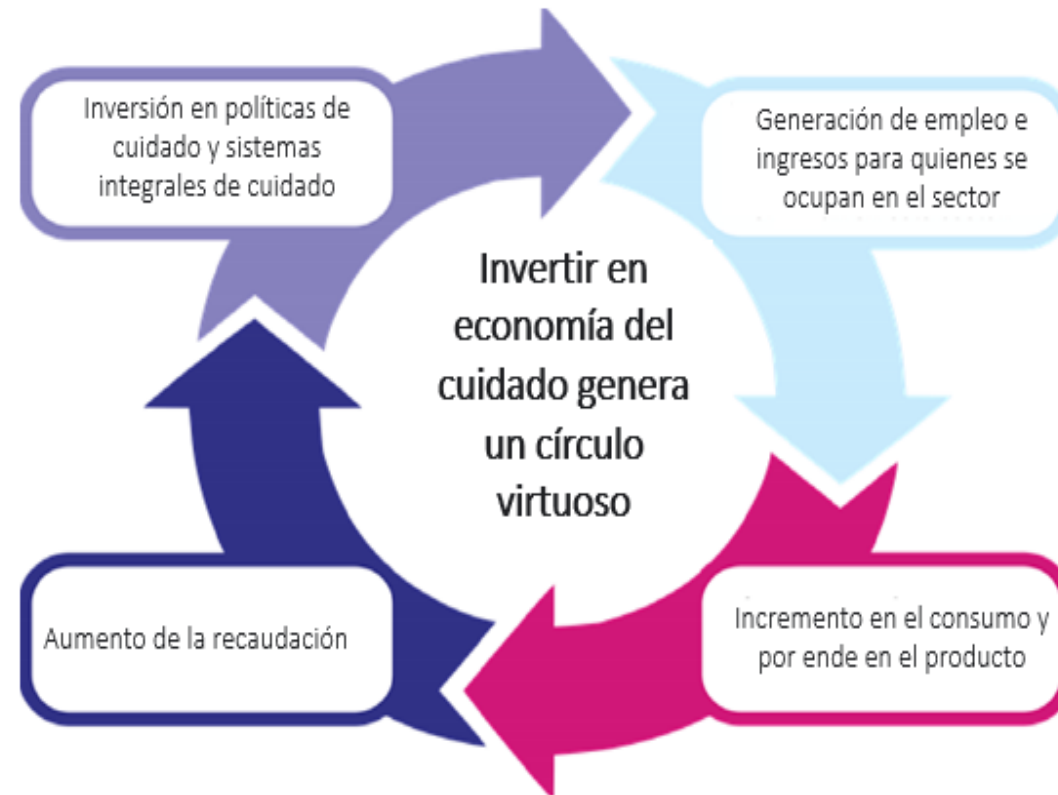 Inversión en políticas de
cuidado y sistemas
integrales de cuidado
Generación de empleo e
ingresos para quienes se
ocupan en el sector
Invertir en
economía del
cuidado genera
un círculo
virtuoso
Aumento de la recaudación
Incremento en el consumo y
por ende en el producto